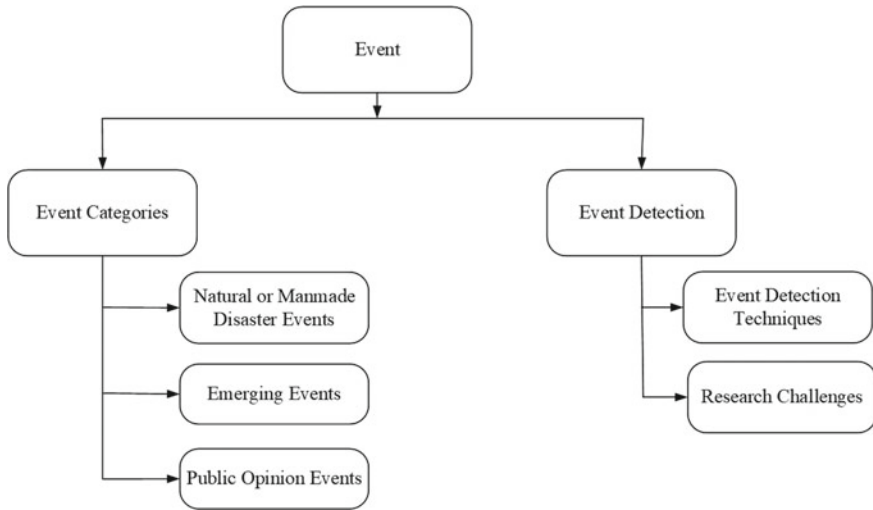 Event
Event Categories
Event Detection
Natural or Manmade
Disaster Events
Emerging Events
Public Opinion Events
Event Detection
Techniques
Research Challenges